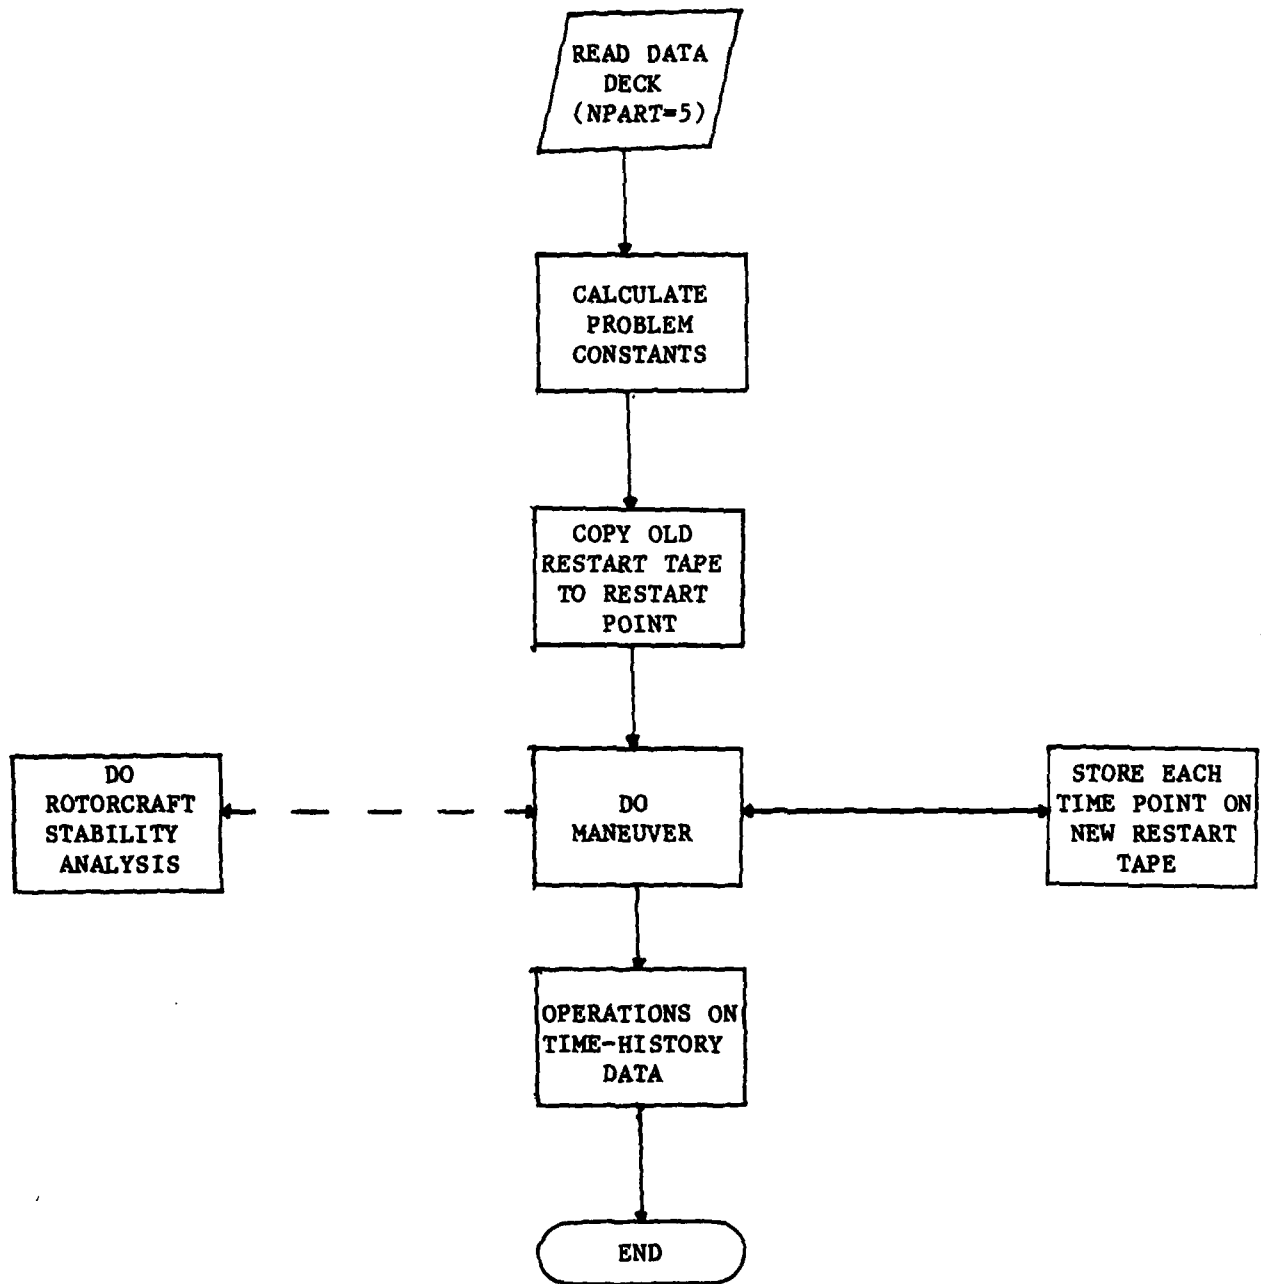 READ DATA
DECK
(NPART=5)
CALCULATE
PROBLEM
CONSTANTS
COPY OLD
RESTART TAPE
TO RESTART
POINT
DO
ROTORCRAFT
STABILITY
ANALYSIS
DO
MANEUVER
STORE EACH
TIME POINT ON
NEW RESTART
TAPE
OPERATIONS ON
TIME-HISTORY
DATA
END